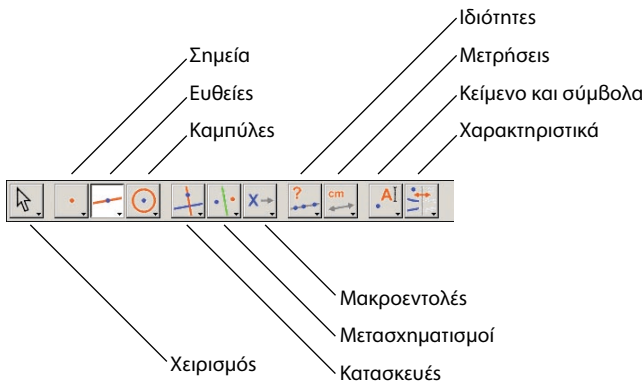 Ιδιότητες
Σημεία
Μετρήσεις
Ευθείες
Κείμενο και σύμβολα
Καμπύλες
Χαρακτηριστικά
X
?
cm
A
Μακροεντολές
Μετασχηματισμοί
Χειρισμός
Κατασκευές